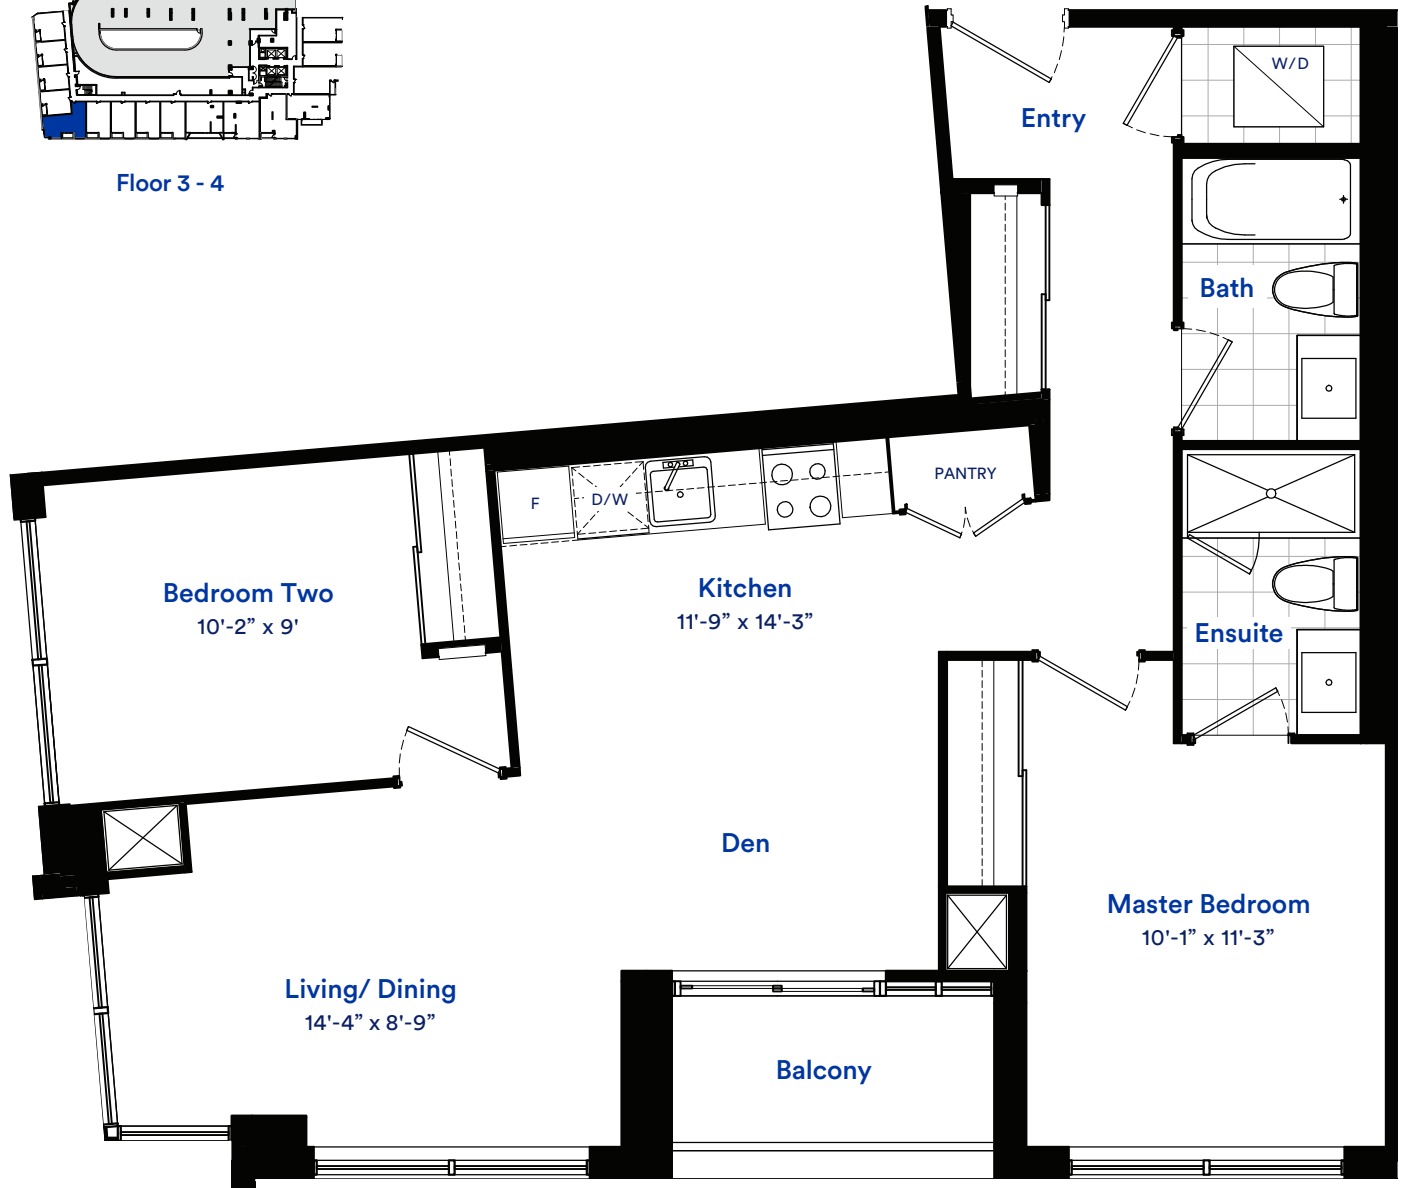 Floor 3 - 4
W/D
Entry
Bath
PANTRY
F
D/W
Bedroom Two
10'-2” x 9'
Kitchen
11'-9” x 14'-3”
Ensuite
Den
Master Bedroom
10'-1” x 11'-3”
Living/ Dining
14'-4” x 8'-9”
Balcony